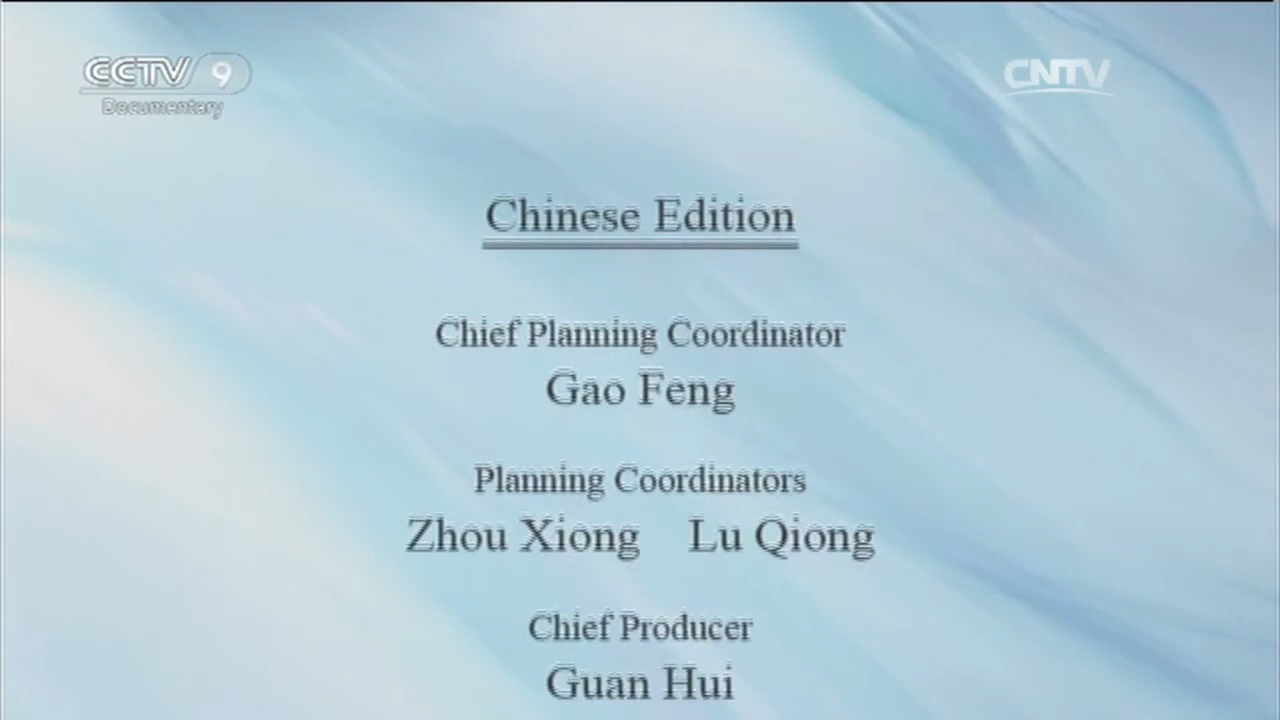 CCTV 9
Documentary
CNTV
Chinese Edition
Chief Planning Coordinator
Gao Feng
Planning Coordinators
Zhou Xiong Lu Qiong
Chief Producer
Guan Hui